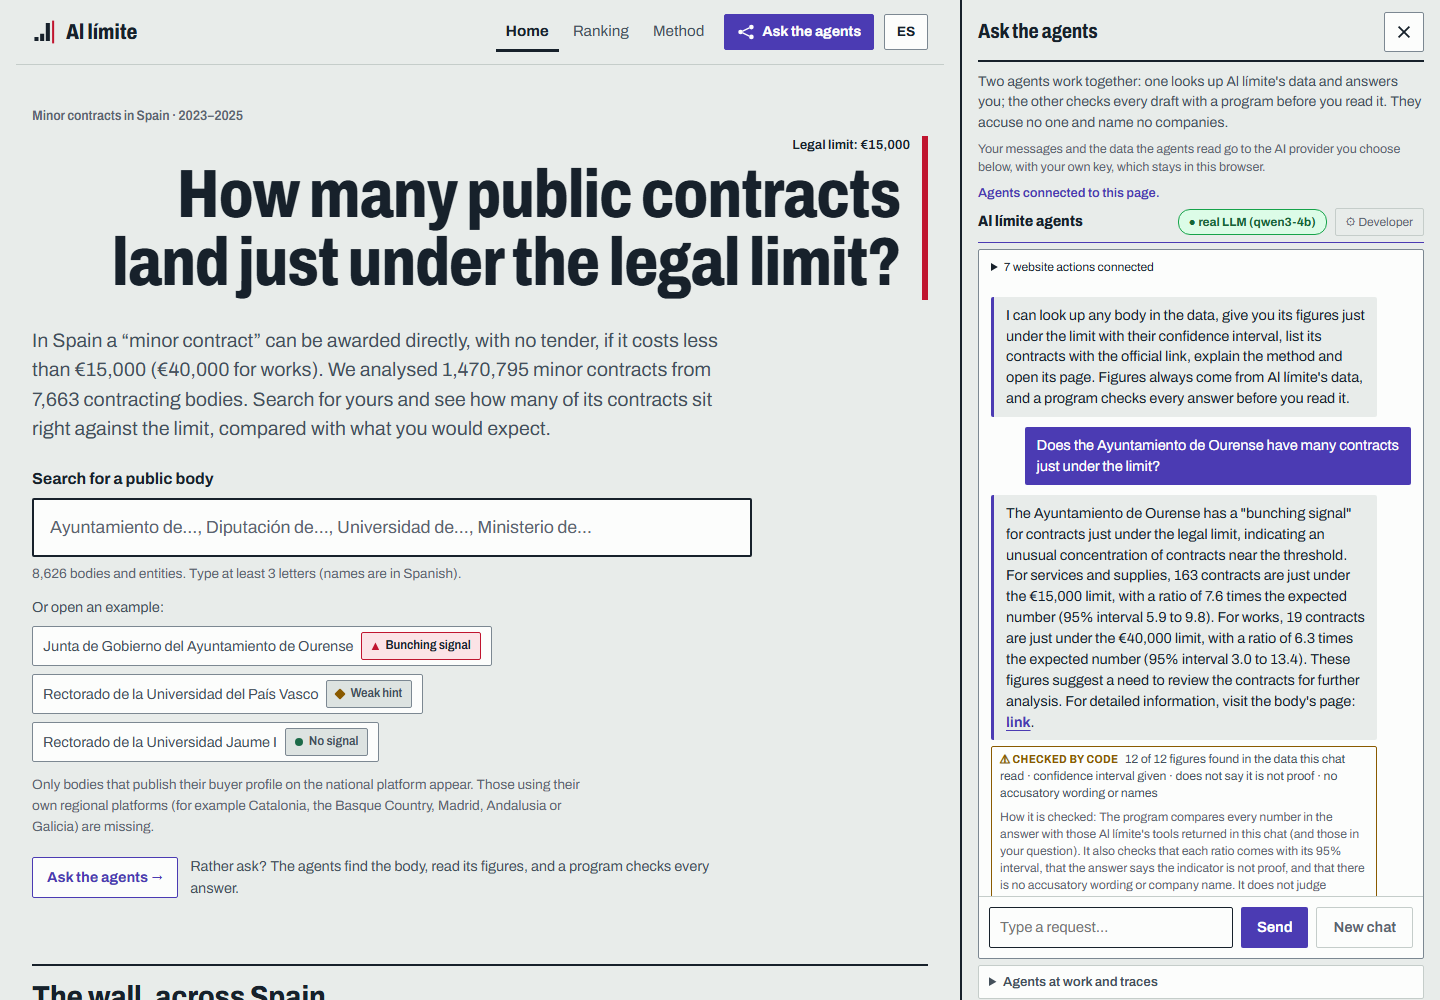 Al límite
Home
Ranking
Method
Ask the agents
ES
Minor contracts in Spain · 2023–2025
Legal limit: €15,000
How many public contracts
land just under the legal limit?
In Spain a “minor contract” can be awarded directly, with no tender, if it costs less
than €15,000 (€40,000 for works). We analysed 1,470,795 minor contracts from
7,663 contracting bodies. Search for yours and see how many of its contracts sit
right against the limit, compared with what you would expect.
Search for a public body
Ayuntamiento de..., Diputación de..., Universidad de..., Ministerio de...
8,626 bodies and entities. Type at least 3 letters (names are in Spanish).
Or open an example:
Junta de Gobierno del Ayuntamiento de Ourense ▲ Bunching signal
Rectorado de la Universidad del País Vasco ◆ Weak hint
Rectorado de la Universidad Jaume I ● No signal
Only bodies that publish their buyer profile on the national platform appear. Those using their
own regional platforms (for example Catalonia, the Basque Country, Madrid, Andalusia or
Galicia) are missing.
Ask the agents →
Rather ask? The agents find the body, read its figures, and a program checks every
answer.
The wall, across Spain
Ask the agents
✕
Two agents work together: one looks up Al límite's data and answers
you; the other checks every draft with a program before you read it. They
accuse no one and name no companies.
Your messages and the data the agents read go to the AI provider you choose
below, with your own key, which stays in this browser.
Agents connected to this page.
Al límite agents
● real LLM (qwen3-4b)
⚙ Developer
▶ 7 website actions connected
I can look up any body in the data, give you its figures just
under the limit with their confidence interval, list its
contracts with the official link, explain the method and
open its page. Figures always come from Al límite's data,
and a program checks every answer before you read it.
Does the Ayuntamiento de Ourense have many contracts
just under the limit?
The Ayuntamiento de Ourense has a "bunching signal"
for contracts just under the legal limit, indicating an
unusual concentration of contracts near the threshold.
For services and supplies, 163 contracts are just under
the €15,000 limit, with a ratio of 7.6 times the expected
number (95% interval 5.9 to 9.8). For works, 19 contracts
are just under the €40,000 limit, with a ratio of 6.3 times
the expected number (95% interval 3.0 to 13.4). These
figures suggest a need to review the contracts for further
analysis. For detailed information, visit the body's page:
link.
⚠ CHECKED BY CODE 12 of 12 figures found in the data this chat
read · confidence interval given · does not say it is not proof · no
accusatory wording or names
How it is checked: The program compares every number in the
answer with those Al límite's tools returned in this chat (and those in
your question). It also checks that each ratio comes with its 95%
interval, that the answer says the indicator is not proof, and that there
is no accusatory wording or company name. It does not judge
Type a request...
Send
New chat
▶ Agents at work and traces